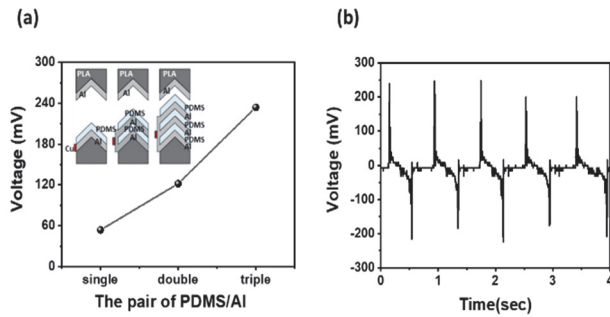 (a)
(b)
300
240
180
120
60
0
Voltage (mV)
PLA
PLA
PLA
Al
Al
Al
PDMS
Al
Cu
PDMS
PDMS
Al
PDMS
Al
PDMS
Al
PDMS
Al
single
double
triple
The pair of PDMS/Al
300
200
100
0
-100
-200
-300
Voltage (mV)
0
1
2
3
4
Time(sec)